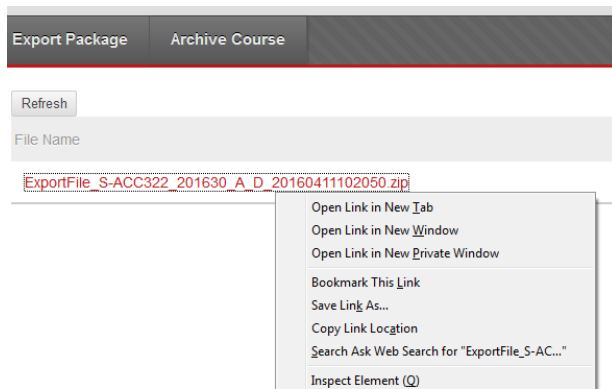 Export Package Archive Course
Refresh
File Name
ExportFile_S-ACC322_201630_A_D_20160411102050.zip
Open Link in New Tab
Open Link in New Window
Open Link in New Private Window
Bookmark This Link
Save Link As...
Copy Link Location
Search Ask Web Search for "ExportFile_S-AC..."
Inspect Element (Q)